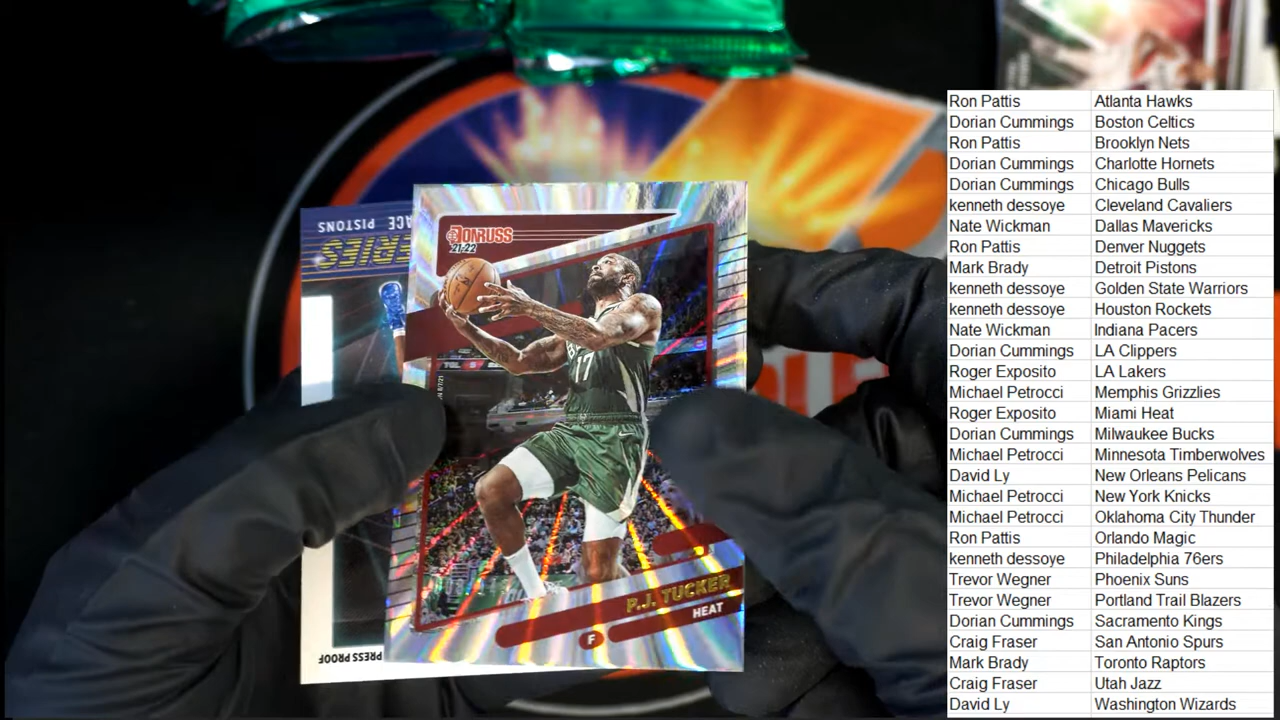 DONRUSS
21-22
17
P.J. TUCKER
HEAT
F
PISTONS
PRESS PROOF
Ron Pattis Atlanta Hawks
Dorian Cummings Boston Celtics
Ron Pattis Brooklyn Nets
Dorian Cummings Charlotte Hornets
Dorian Cummings Chicago Bulls
kenneth dessoye Cleveland Cavaliers
Nate Wickman Dallas Mavericks
Ron Pattis Denver Nuggets
Mark Brady Detroit Pistons
kenneth dessoye Golden State Warriors
kenneth dessoye Houston Rockets
Nate Wickman Indiana Pacers
Dorian Cummings LA Clippers
Roger Exposito LA Lakers
Michael Petrocci Memphis Grizzlies
Roger Exposito Miami Heat
Dorian Cummings Milwaukee Bucks
Michael Petrocci Minnesota Timberwolves
David Ly New Orleans Pelicans
Michael Petrocci New York Knicks
Michael Petrocci Oklahoma City Thunder
Ron Pattis Orlando Magic
kenneth dessoye Philadelphia 76ers
Trevor Wegner Phoenix Suns
Trevor Wegner Portland Trail Blazers
Dorian Cummings Sacramento Kings
Craig Fraser San Antonio Spurs
Mark Brady Toronto Raptors
Craig Fraser Utah Jazz
David Ly Washington Wizards